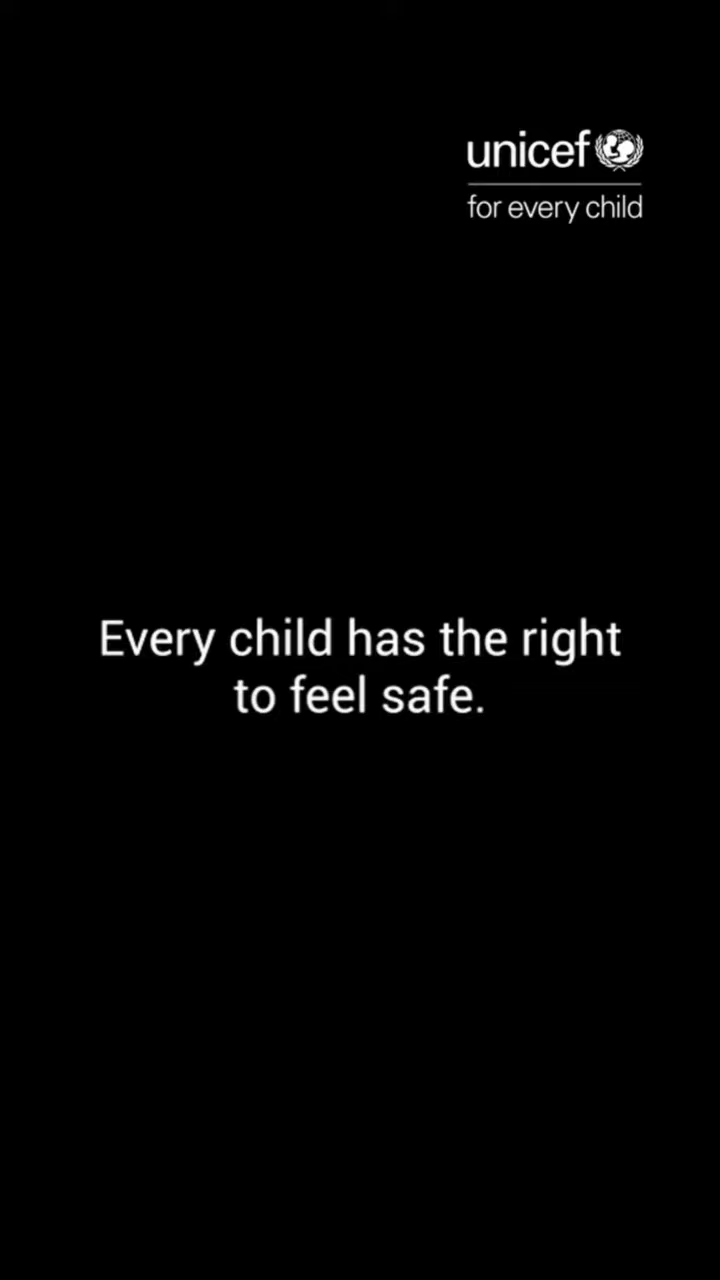 unicef
for every child
Every child has the right
to feel safe.